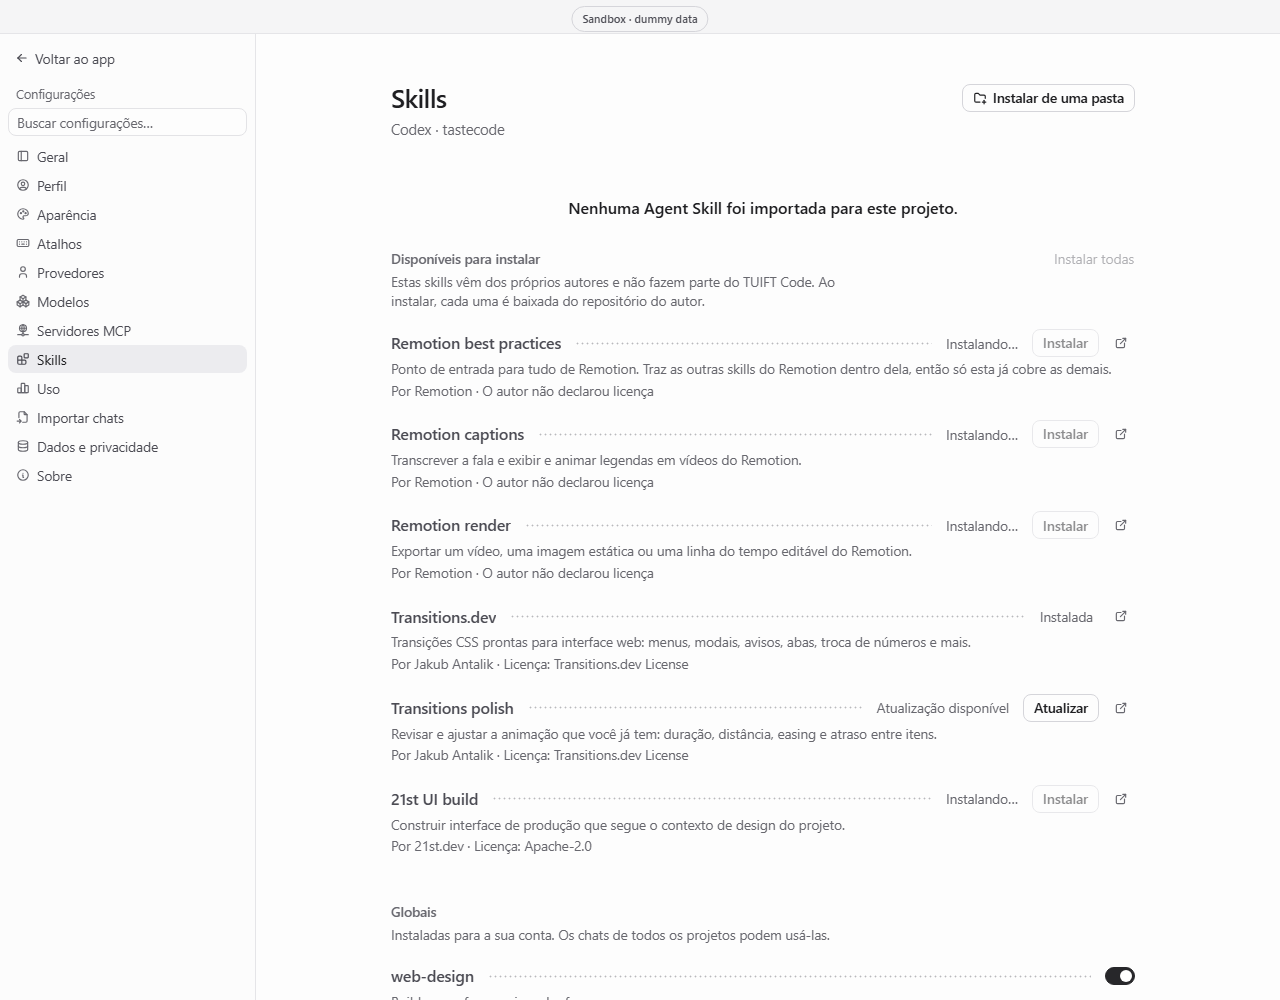 Sandbox · dummy data
Voltar ao app
Configurações
Buscar configurações...
Geral
Perfil
Aparência
Atalhos
Provedores
Modelos
Servidores MCP
Skills
Uso
Importar chats
Dados e privacidade
Sobre
Skills
Instalar de uma pasta
Codex · tastecode
Nenhuma Agent Skill foi importada para este projeto.
Disponíveis para instalar
Instalar todas
Estas skills vêm dos próprios autores e não fazem parte do TUIFT Code. Ao
instalar, cada uma é baixada do repositório do autor.
Remotion best practices Instalando... Instalar
Ponto de entrada para tudo de Remotion. Traz as outras skills do Remotion dentro dela, então só esta já cobre as demais.
Por Remotion · O autor não declarou licença
Remotion captions Instalando... Instalar
Transcrever a fala e exibir e animar legendas em vídeos do Remotion.
Por Remotion · O autor não declarou licença
Remotion render Instalando... Instalar
Exportar um vídeo, uma imagem estática ou uma linha do tempo editável do Remotion.
Por Remotion · O autor não declarou licença
Transitions.dev Instalada
Transições CSS prontas para interface web: menus, modais, avisos, abas, troca de números e mais.
Por Jakub Antalik · Licença: Transitions.dev License
Transitions polish Atualização disponível Atualizar
Revisar e ajustar a animação que você já tem: duração, distância, easing e atraso entre itens.
Por Jakub Antalik · Licença: Transitions.dev License
21st UI build Instalando... Instalar
Construir interface de produção que segue o contexto de design do projeto.
Por 21st.dev · Licença: Apache-2.0
Globais
Instaladas para a sua conta. Os chats de todos os projetos podem usá-las.
web-design